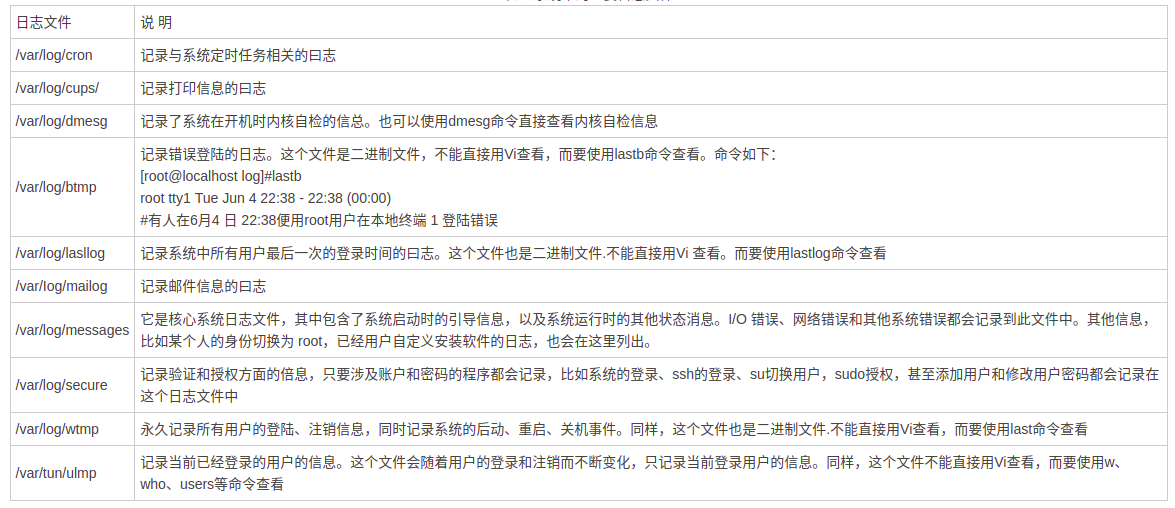 日志文件 说 明
/var/log/cron 记录与系统定时任务相关的曰志
/var/log/cups/ 记录打印信息的曰志
/var/log/dmesg 记录了系统在开机时内核自检的信总。也可以使用dmesg命令直接查看内核自检信息
/var/log/btmp 记录错误登陆的日志。这个文件是二进制文件，不能直接用Vi查看，而要使用lastb命令查看。命令如下：
[root@localhost log]#lastb
root tty1 Tue Jun 4 22:38 - 22:38 (00:00)
#有人在6月4 日 22:38便用root用户在本地终端 1 登陆错误
/var/log/lasllog 记录系统中所有用户最后一次的登录时间的曰志。这个文件也是二进制文件.不能直接用Vi 查看。而要使用lastlog命令查看
/var/Iog/mailog 记录邮件信息的曰志
/var/log/messages 它是核心系统日志文件，其中包含了系统启动时的引导信息，以及系统运行时的其他状态消息。I/O 错误、网络错误和其他系统错误都会记录到此文件中。其他信息，
比如某个人的身份切换为 root，已经用户自定义安装软件的日志，也会在这里列出。
/var/log/secure 记录验证和授权方面的倍息，只要涉及账户和密码的程序都会记录，比如系统的登录、ssh的登录、su切换用户，sudo授权，甚至添加用户和修改用户密码都会记录在
这个日志文件中
/var/log/wtmp 永久记录所有用户的登陆、注销信息，同时记录系统的后动、重启、关机事件。同样，这个文件也是二进制文件.不能直接用Vi查看，而要使用last命令查看
/var/tun/ulmp 记录当前已经登录的用户的信息。这个文件会随着用户的登录和注销而不断变化，只记录当前登录用户的信息。同样，这个文件不能直接用Vi查看，而要使用w、
who、users等命令查看